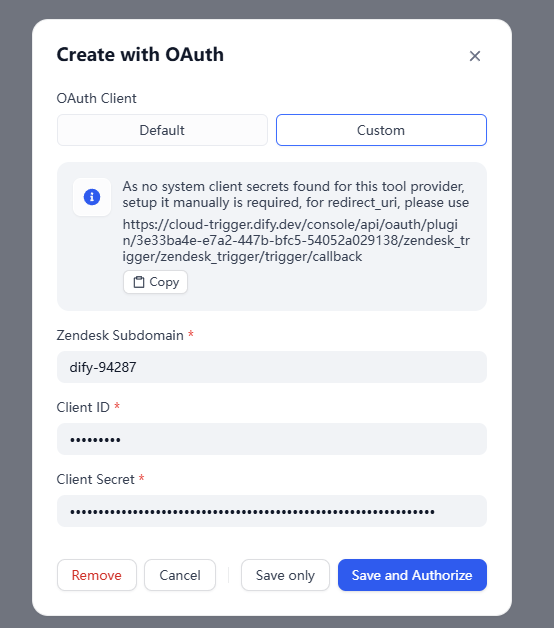 Create with OAuth
OAuth Client
Default
Custom
As no system client secrets found for this tool provider,
setup it manually is required, for redirect_uri, please use
https://cloud-trigger.dify.dev/console/api/oauth/plugi
n/3e33ba4e-e7a2-447b-bfc5-54052a029138/zendesk_tr
igger/zendesk_trigger/trigger/callback
Copy
Zendesk Subdomain *
dify-94287
Client ID *
•••••••••
Client Secret *
••••••••••••••••••••••••••••••••••••••••••••••••••••••••••••••••
Remove
Cancel
Save only
Save and Authorize